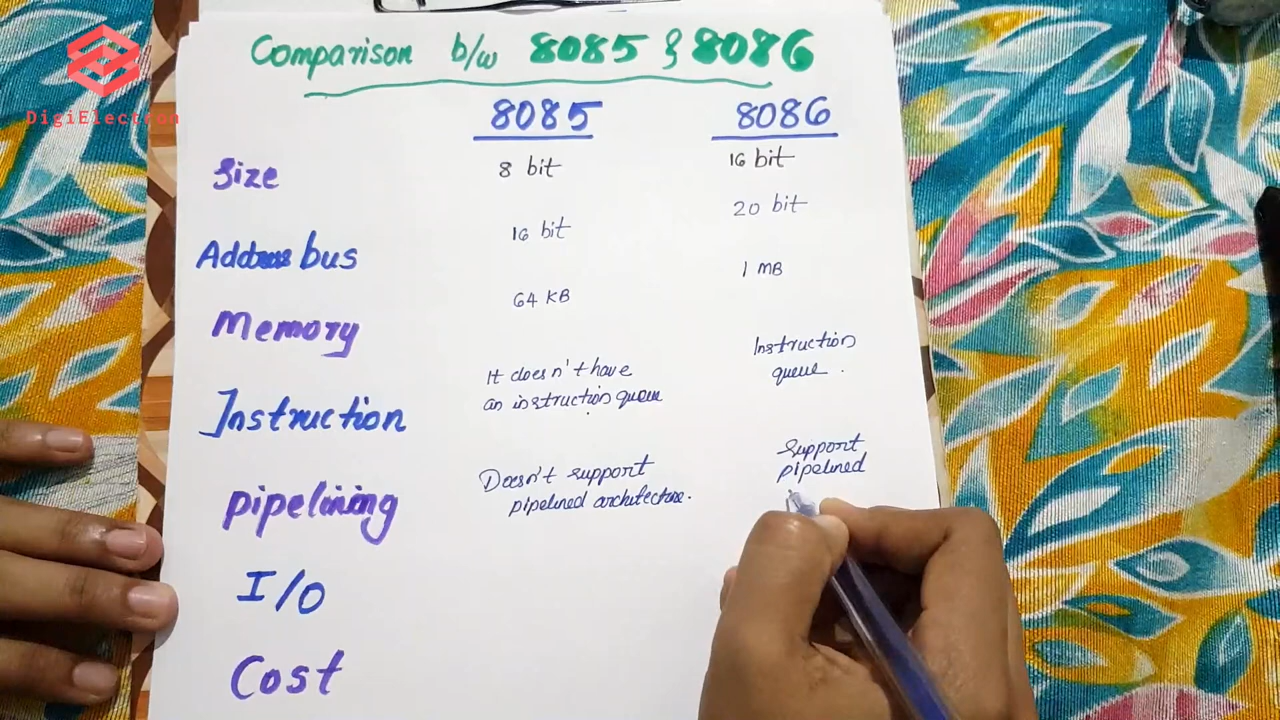 Comparison b/w 8085 & 8086
DigiElectron
8085 8086
Size 8 bit 16 bit
Address bus 16 bit 20 bit
Memory 64 KB 1 MB
Instruction It doesn't have
an instruction queue
Instruction
queue.
Pipelining Doesn't support
pipelined architecture.
Support
pipelined
I/O
Cost